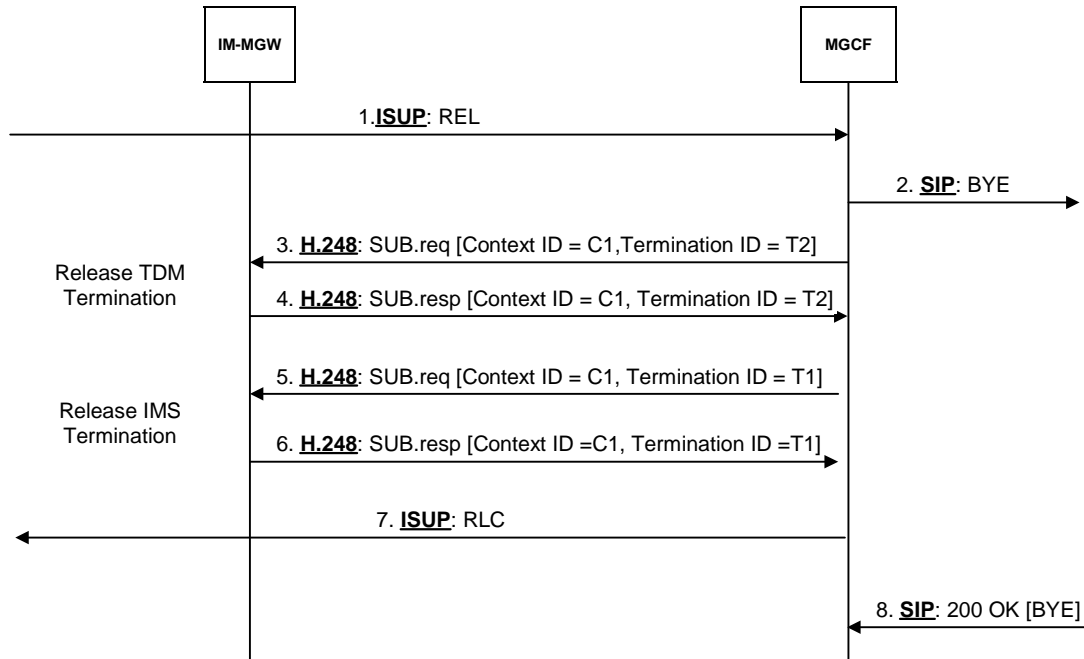 IM-MGW
MGCF
1.ISUP: REL
2. SIP: BYE
3. H.248: SUB.req [Context ID = C1,Termination ID = T2]
Release TDM
Termination
4. H.248: SUB.resp [Context ID = C1, Termination ID = T2]
5. H.248: SUB.req [Context ID = C1, Termination ID = T1]
Release IMS
Termination
6. H.248: SUB.resp [Context ID =C1, Termination ID =T1]
7. ISUP: RLC
8. SIP: 200 OK [BYE]